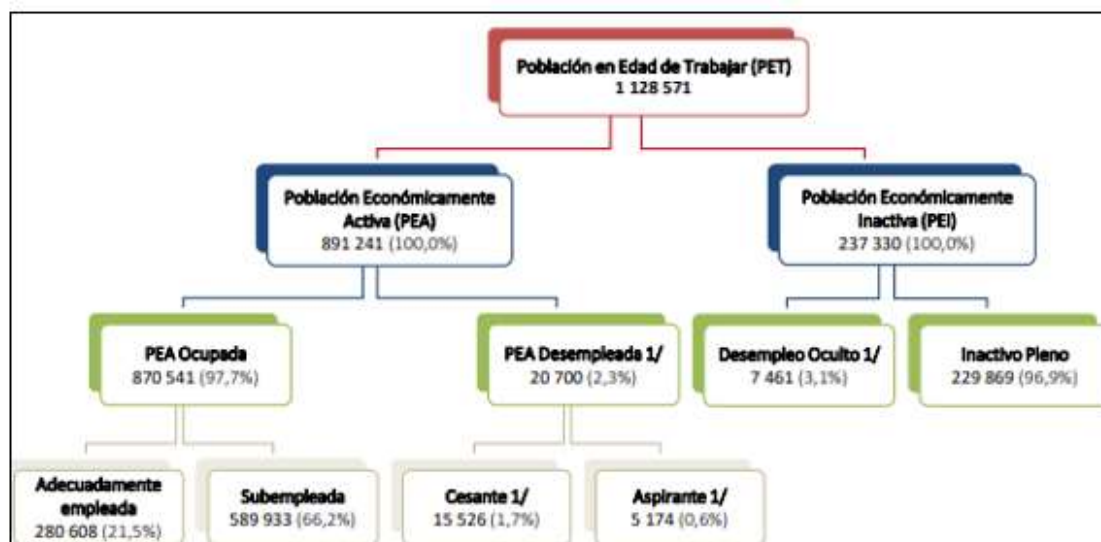 Población en Edad de Trabajar (PET)
1 128 571
Población Económicamente
Activa (PEA)
891 241 (100,0%)
Población Económicamente
Inactiva (PEI)
237 330 (100,0%)
PEA Ocupada
870 541 (97,7%)
PEA Desempleada 1/
20 700 (2,3%)
Desempleo Oculto 1/
7 461 (3,1%)
Inactivo Pleno
229 869 (96,9%)
Adecuadamente
empleada
280 608 (21,5%)
Subempleada
589 933 (66,2%)
Cesante 1/
15 526 (1,7%)
Aspirante 1/
5 174 (0,6%)